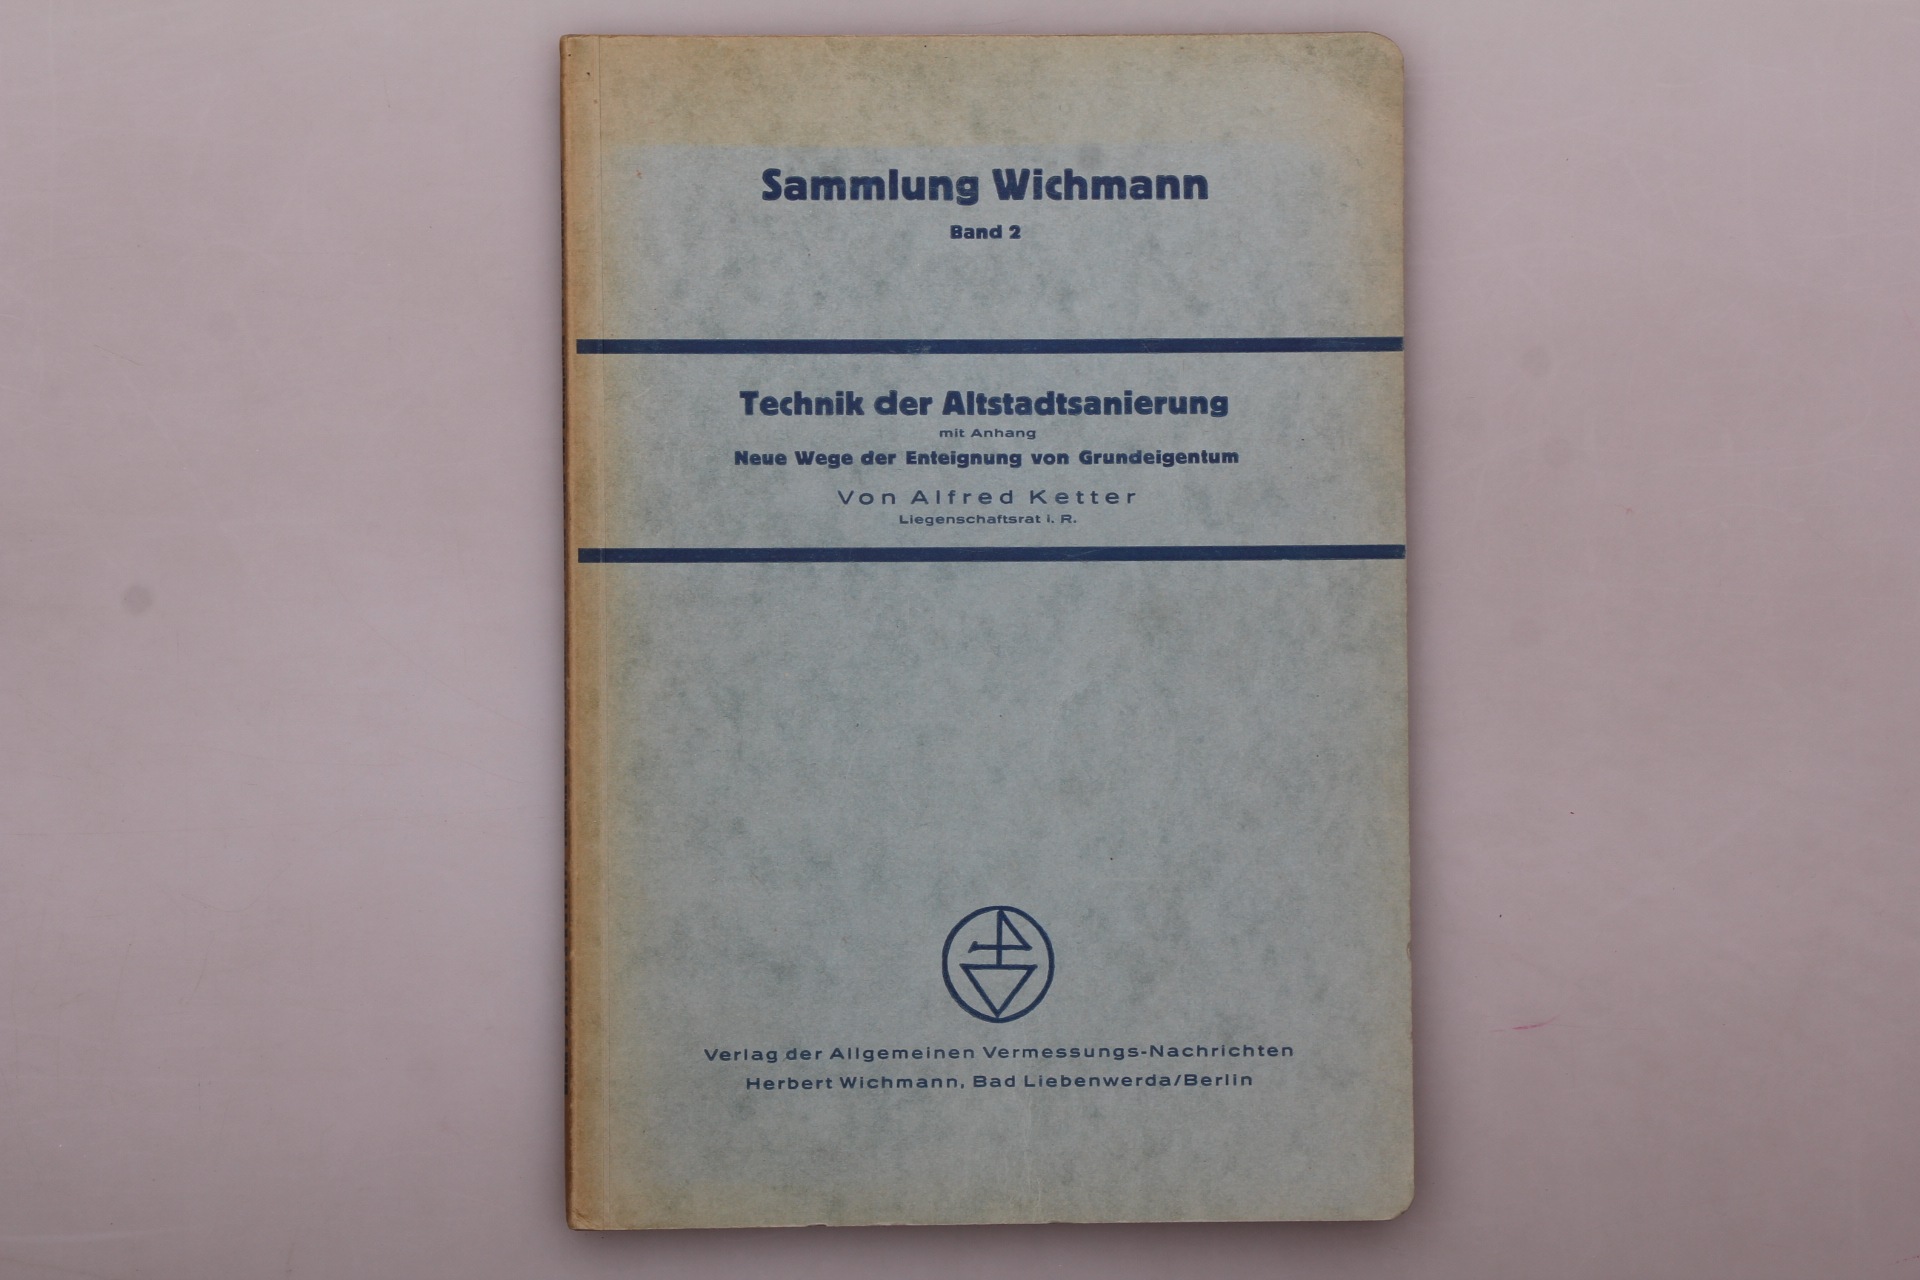 Sammlung Wichmann
Band 2
Technik der Altstadtsanierung
mit Anhang
Neue Wege der Enteignung von Grundeigentum
Von Alfred Ketter
Liegenschaftsrat i. R.
Verlag der Allgemeinen Vermessungs-Nachrichten
Herbert Wichmann, Bad Liebenwerda/Berlin